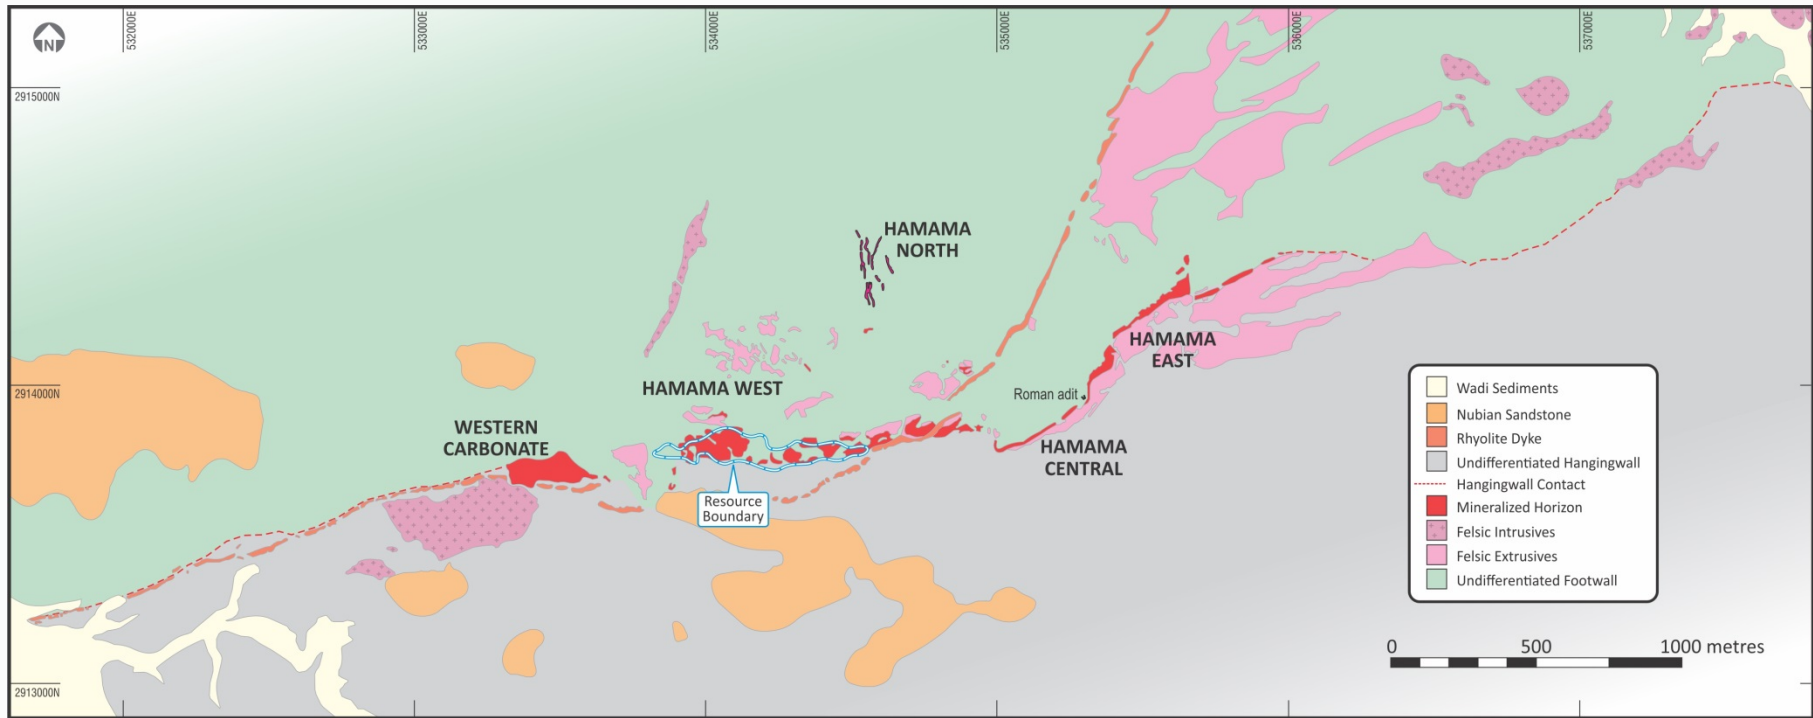 N
532000E
533000E
534000E
535000E
536000E
537000E
2915000N
2914000N
2913000N
HAMAMA
NORTH
HAMAMA
EAST
HAMAMA WEST
Roman adit
WESTERN
CARBONATE
HAMAMA
CENTRAL
Resource
Boundary
Wadi Sediments
Nubian Sandstone
Rhyolite Dyke
Undifferentiated Hangingwall
Hangingwall Contact
Mineralized Horizon
Felsic Intrusives
Felsic Extrusives
Undifferentiated Footwall
0 500 1000 metres